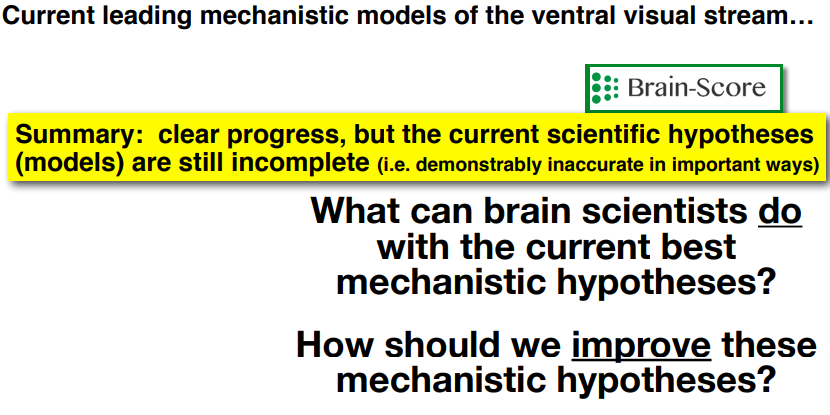 Current leading mechanistic models of the ventral visual stream…
Brain-Score
Summary:  clear progress, but the current scientific hypotheses
(models) are still incomplete (i.e. demonstrably inaccurate in important ways)
What can brain scientists do
with the current best
mechanistic hypotheses?
How should we improve these
mechanistic hypotheses?